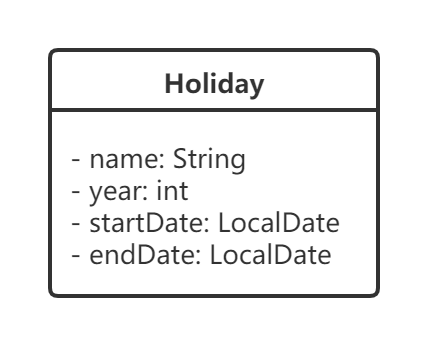 Holiday
- name: String
- year: int
- startDate: LocalDate
- endDate: LocalDate